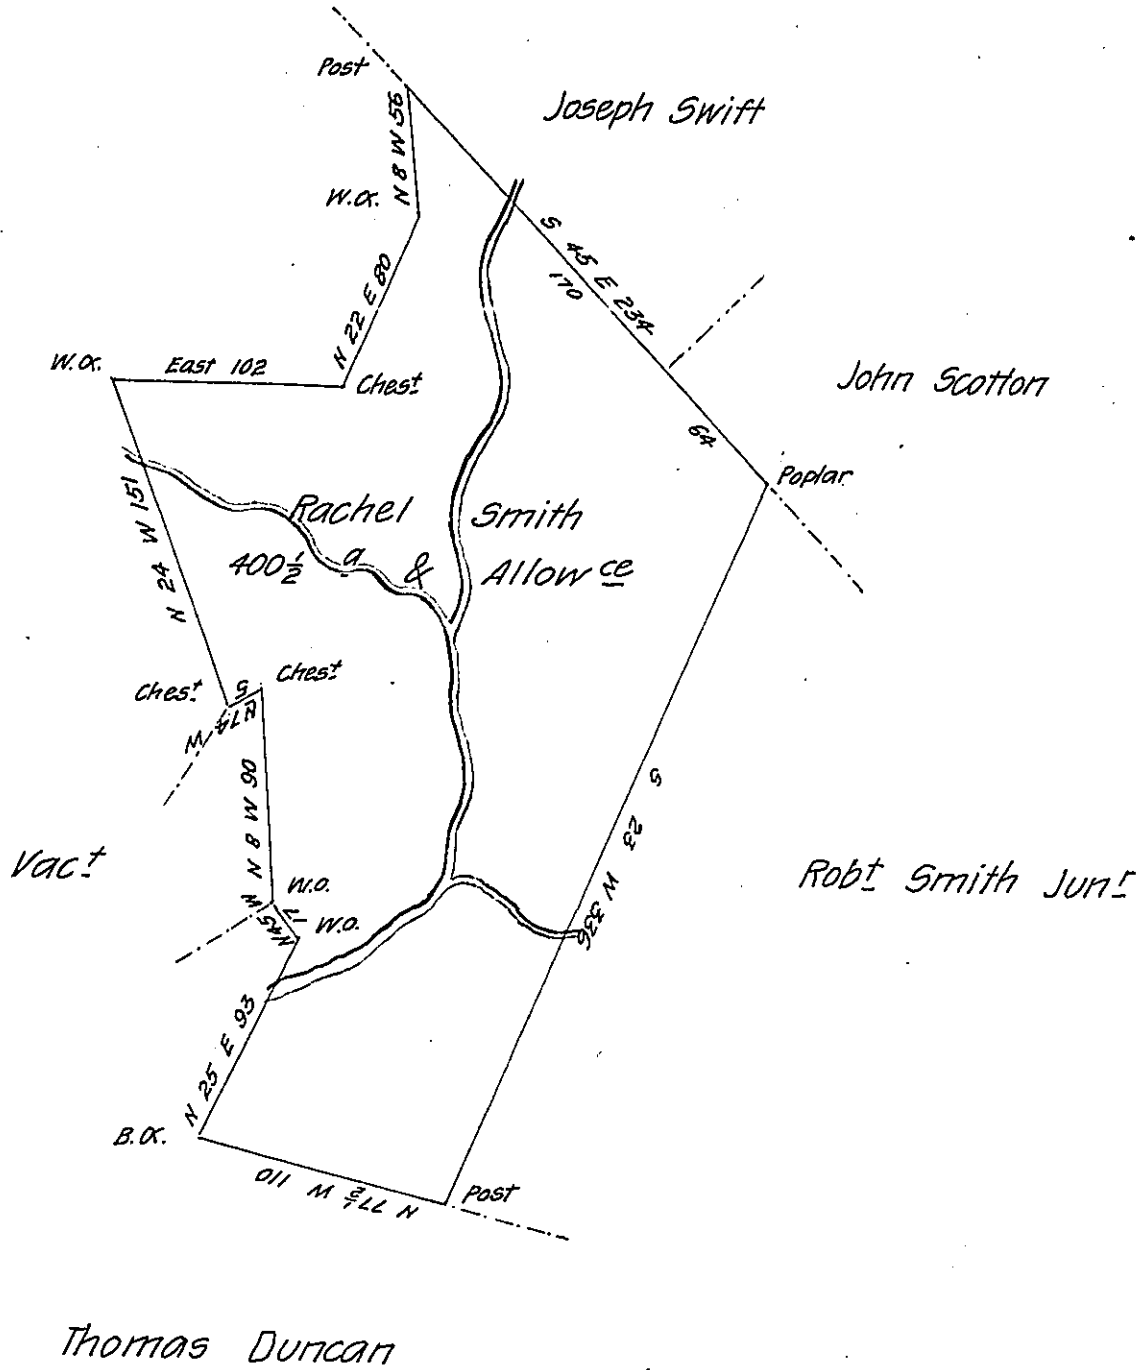 Post
Joseph Swift
N 8 W 56
W.O.
S 45 E 234
170
N 22 E 80
W.O.
East 102
Chest
John Scotton
64
Poplar
N 24 W 151
Rachel Smith
400½ a & Allowce
Chest
Chest
S 74 W
N 8 W 90
S 23 W 336
Vact
Robt Smith Junr
W.O.
N45 W 17
W.O.
N 25 E 93
B.O.
N 77½ W 110
Post
Thomas Duncan